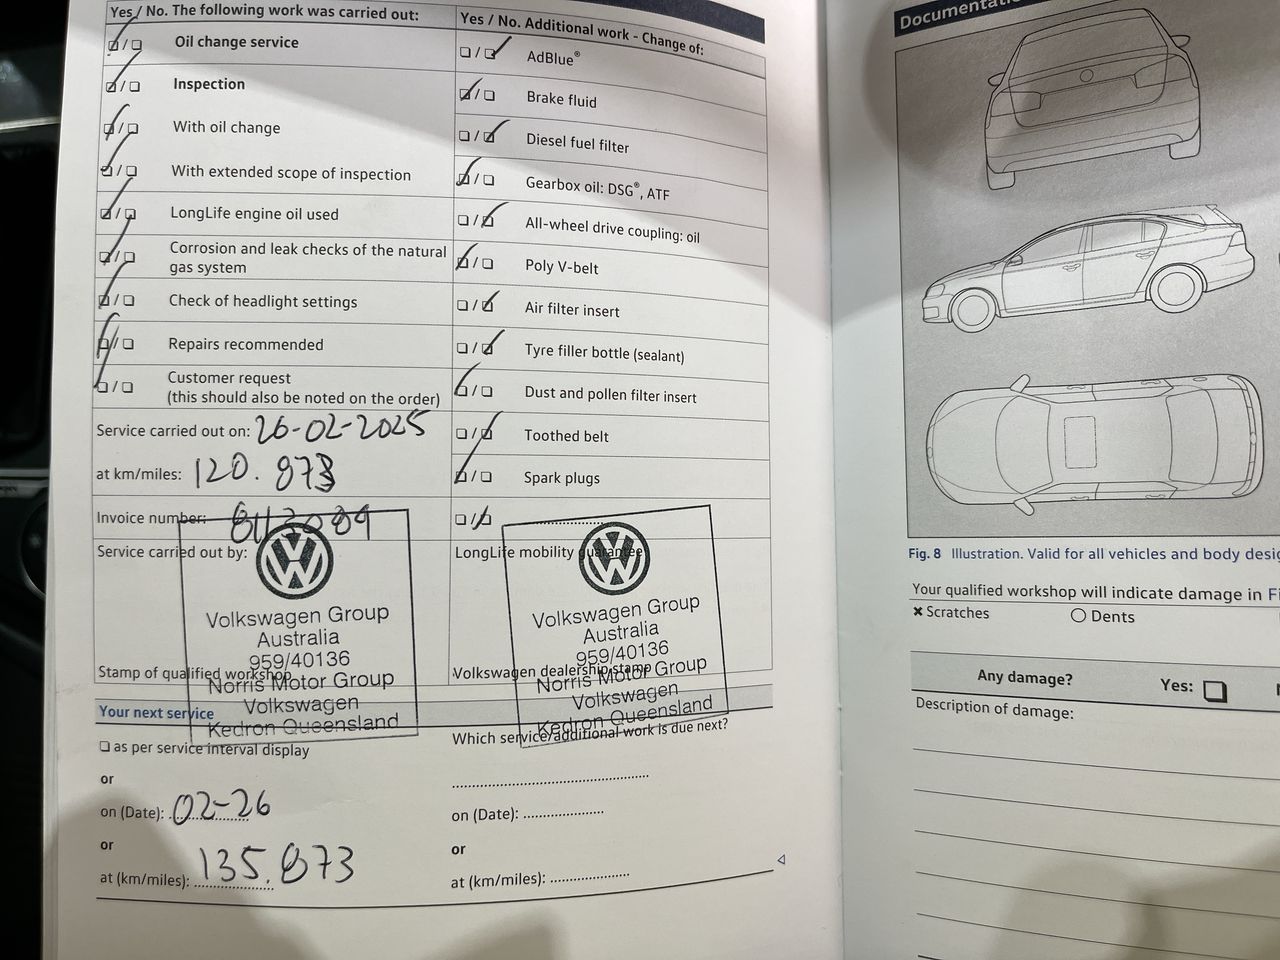 Yes / No. The following work was carried out:
Oil change service
Inspection
With oil change
With extended scope of inspection
LongLife engine oil used
Corrosion and leak checks of the natural
gas system
Check of headlight settings
Repairs recommended
Customer request
(this should also be noted on the order)
Service carried out on: 26-02-2025
at km/miles: 120.873
Invoice number: 8113089
Service carried out by:
Volkswagen Group
Australia
959/40136
Norris Motor Group
Volkswagen
Kedron Queensland
Stamp of qualified workshop
Yes / No. Additional work - Change of:
AdBlue®
Brake fluid
Diesel fuel filter
Gearbox oil: DSG®, ATF
All-wheel drive coupling: oil
Poly V-belt
Air filter insert
Tyre filler bottle (sealant)
Dust and pollen filter insert
Toothed belt
Spark plugs
LongLife mobility guarantee
Volkswagen Group
Australia
959/40136
Norris Motor Group
Volkswagen
Kedron Queensland
Volkswagen dealership stamp
Your next service
as per service interval display
or
on (Date): 02-26
or
at (km/miles): 135.873
Which service/additional work is due next?
on (Date):
or
at (km/miles):
Fig. 8 Illustration. Valid for all vehicles and body
Your qualified workshop will indicate damage in
Scratches
Dents
Any damage?
Yes:
Description of damage: